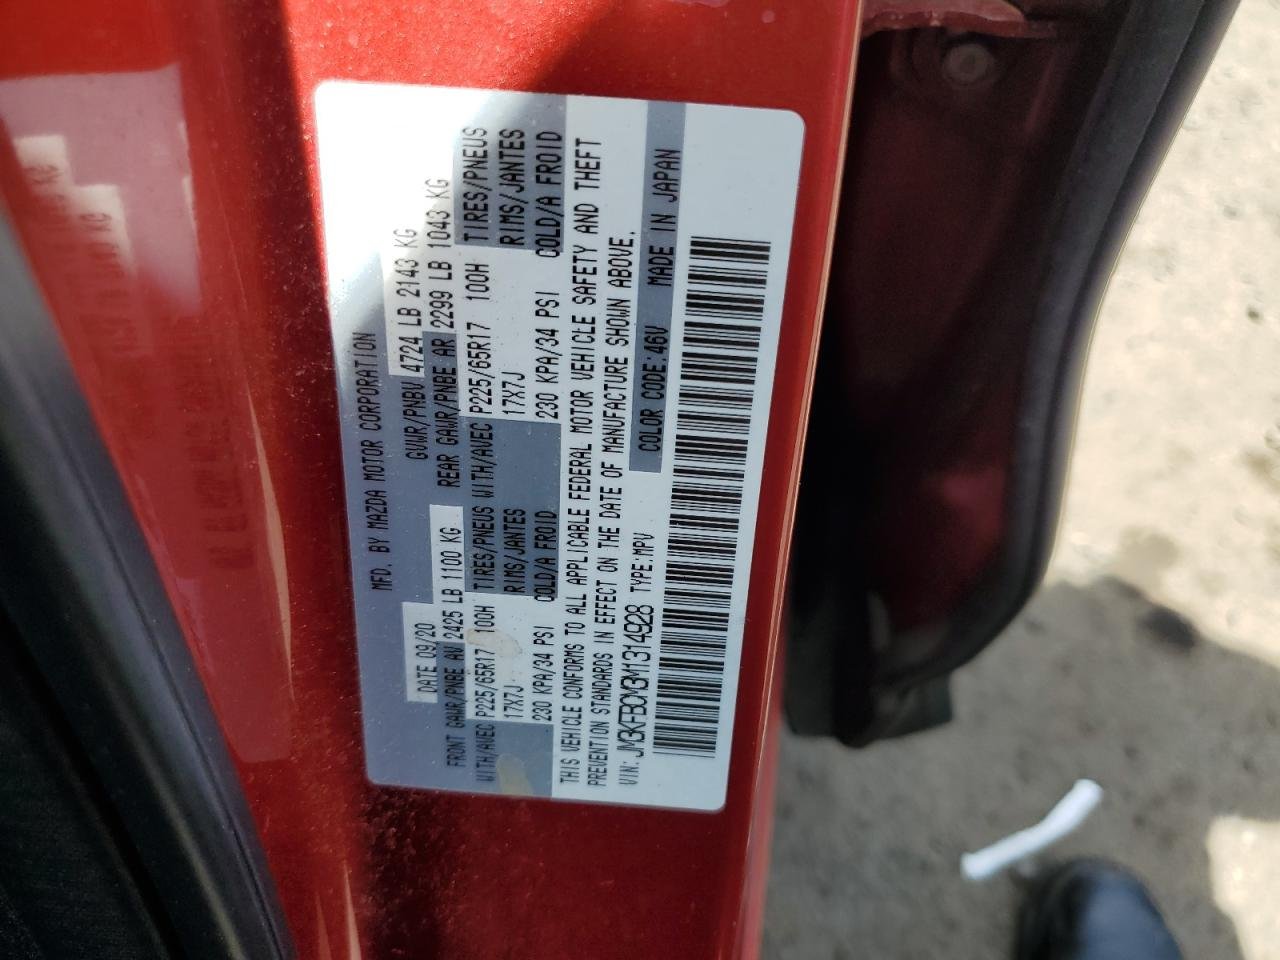 MFD. BY MAZDA MOTOR CORPORATION
DATE 09/20 GVWR/PNBV 4724 LB 2143 KG
FRONT GAWR/PNBE AV 2425 LB 1100 KG REAR GAWR/PNBE AR 2299 LB 1043 KG
WITH/AVEC P225/65R17 100H TIRES/PNEUS WITH/AVEC P225/65R17 100H TIRES/PNEUS
17X7J RIMS/JANTES 17X7J RIMS/JANTES
230 KPA/34 PSI COLD/A FROID 230 KPA/34 PSI COLD/A FROID
THIS VEHICLE CONFORMS TO ALL APPLICABLE FEDERAL MOTOR VEHICLE SAFETY AND THEFT
PREVENTION STANDARDS IN EFFECT ON THE DATE OF MANUFACTURE SHOWN ABOVE.
VIN: JM3KFBCM3M1314928 TYPE:MPV COLOR CODE:46V MADE IN JAPAN